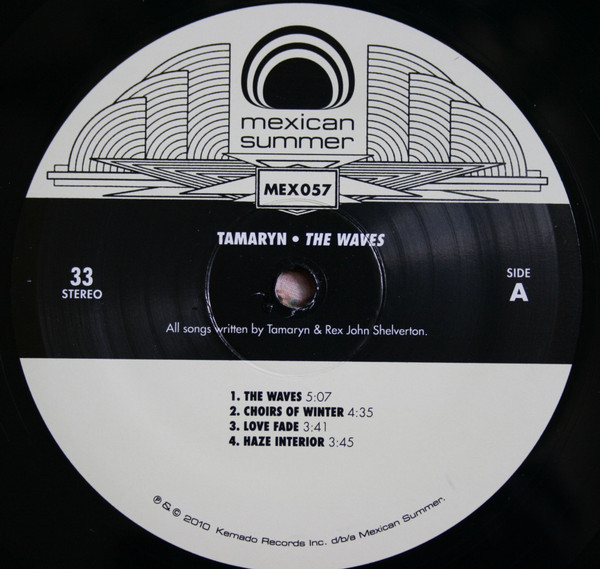 mexican
summer
MEX057
TAMARYN • THE WAVES
33
STEREO
SIDE
A
All songs written by Tamaryn & Rex John Shelverton.
1. THE WAVES 5:07
2. CHOIRS OF WINTER 4:35
3. LOVE FADE 3:41
4. HAZE INTERIOR 3:45
℗ & © 2010 Kemado Records Inc. d/b/a Mexican Summer.